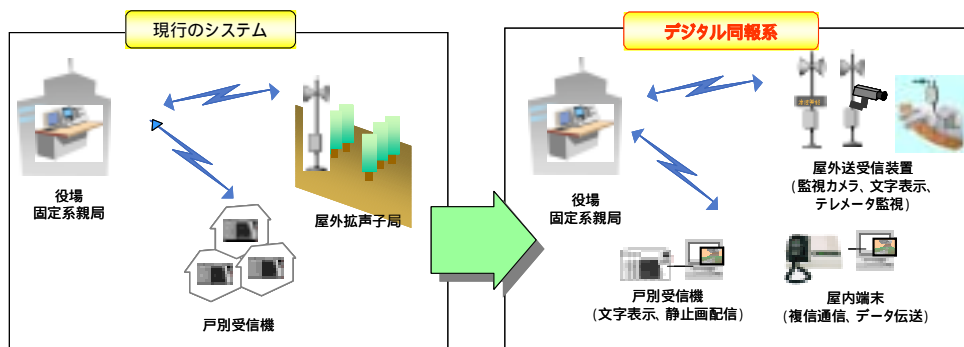 現行のシステム
役場
固定系親局
屋外拡声子局
戸別受信機
デジタル同報系
役場
固定系親局
屋外送受信装置
(監視カメラ、文字表示、
テレメータ監視)
戸別受信機
(文字表示、静止画配信)
屋内端末
(複信通信、データ伝送)